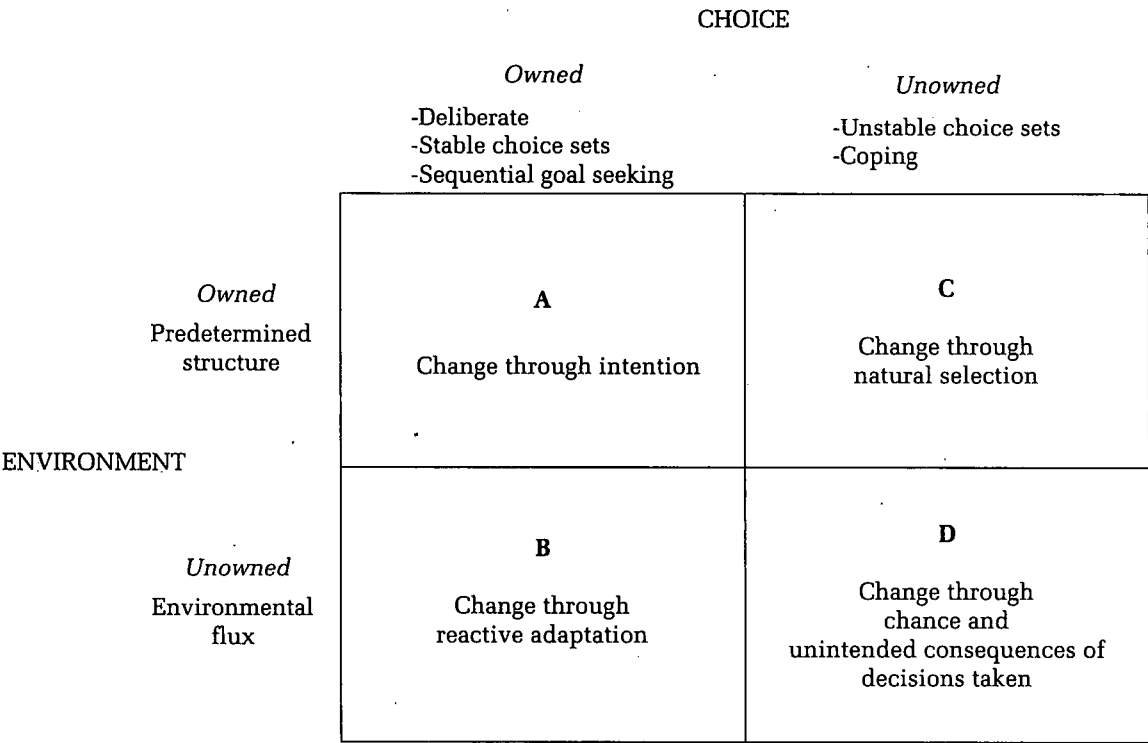 CHOICE
Owned
-Deliberate
-Stable choice sets
-Sequential goal seeking
Unowned
-Unstable choice sets
-Coping
Owned
Predetermined
structure
A
Change through intention
C
Change through
natural selection
ENVIRONMENT
Unowned
Environmental
flux
B
Change through
reactive adaptation
D
Change through
chance and
unintended consequences of
decisions taken